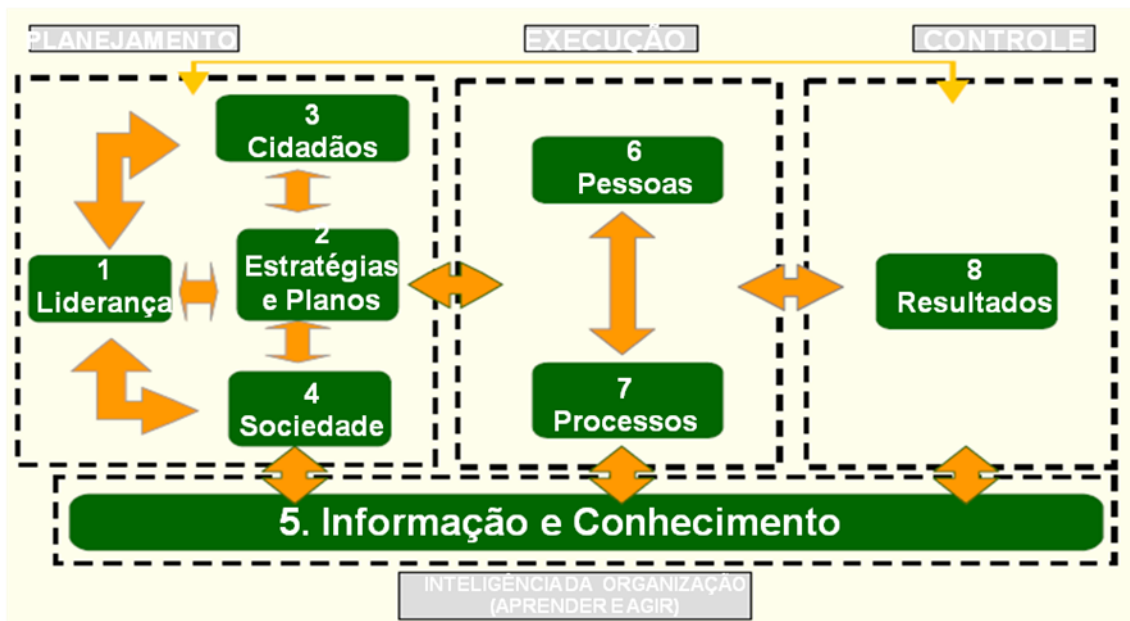 PLANEJAMENTO
EXECUÇÃO
CONTROLE
3
Cidadãos
1
Liderança
2
Estratégias
e Planos
4
Sociedade
6
Pessoas
7
Processos
8
Resultados
5. Informação e Conhecimento
INTELIGÊNCIA DA ORGANIZAÇÃO
(APRENDER E AGIR)